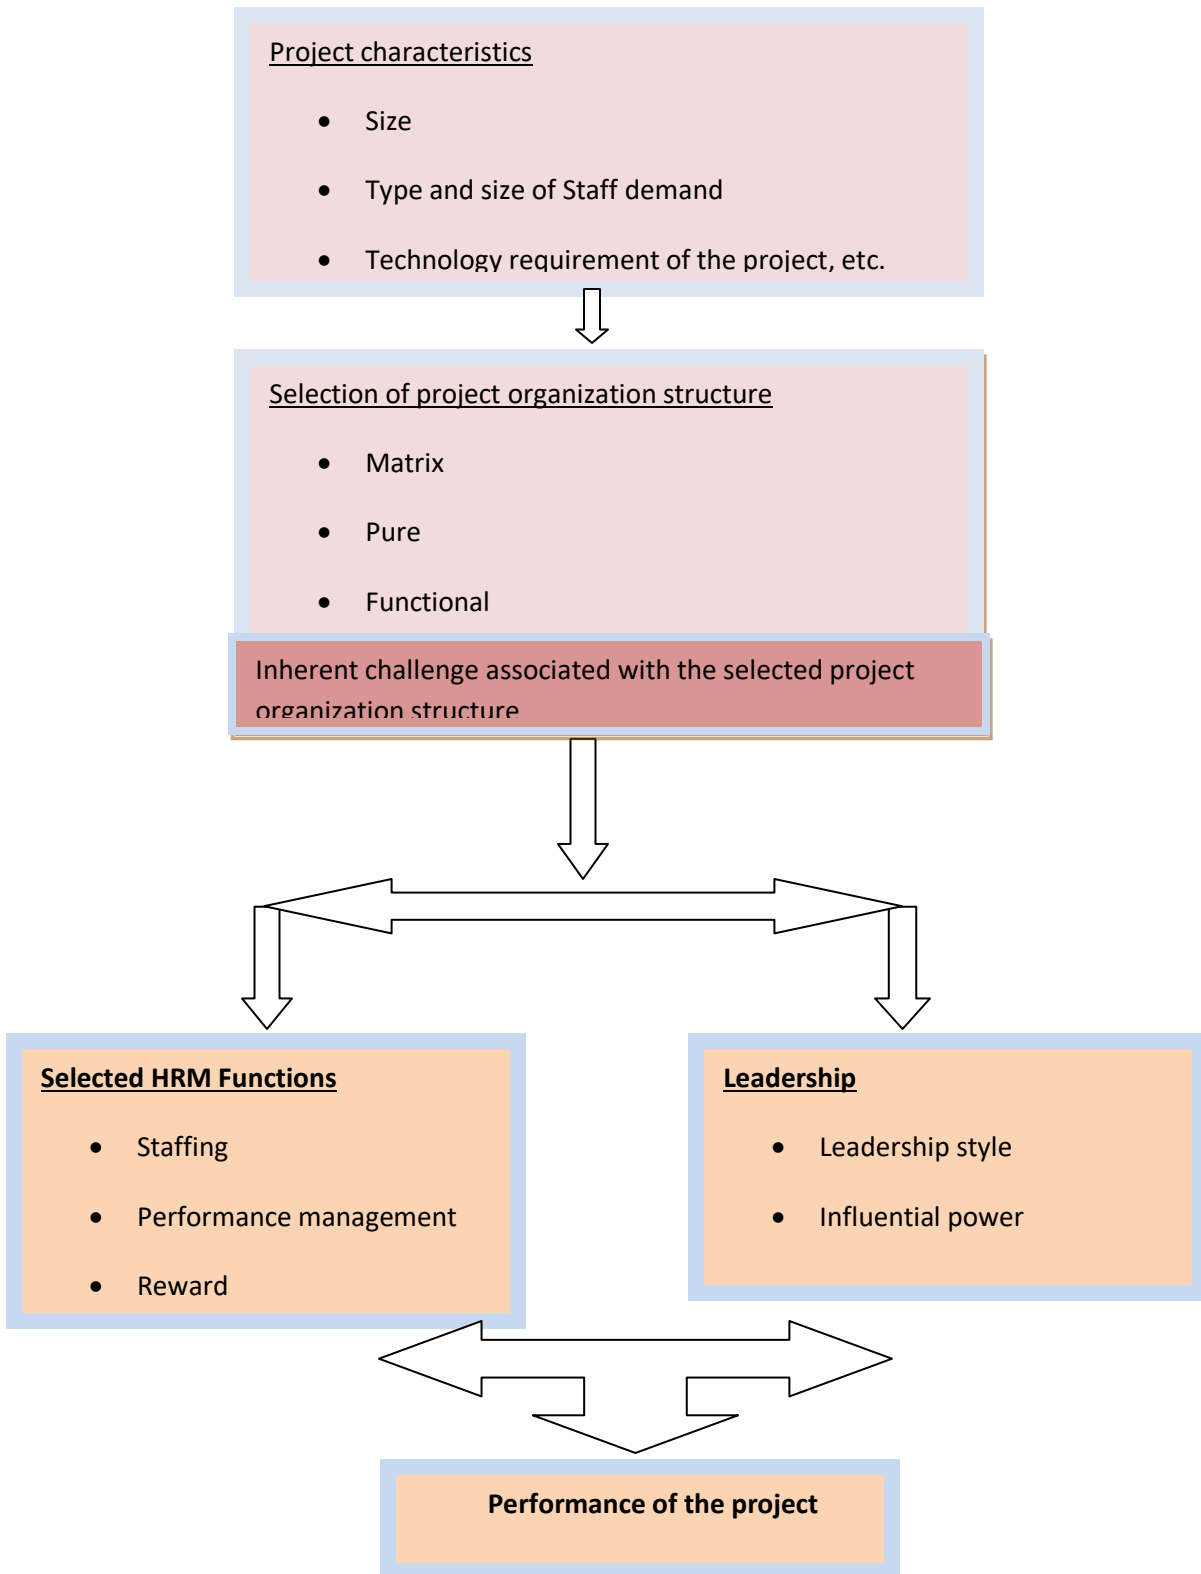 Project characteristics
• Size
• Type and size of Staff demand
• Technology requirement of the project, etc.
Selection of project organization structure
• Matrix
• Pure
• Functional
Inherent challenge associated with the selected project
organization structure
Selected HRM Functions
• Staffing
• Performance management
• Reward
Leadership
• Leadership style
• Influential power
Performance of the project